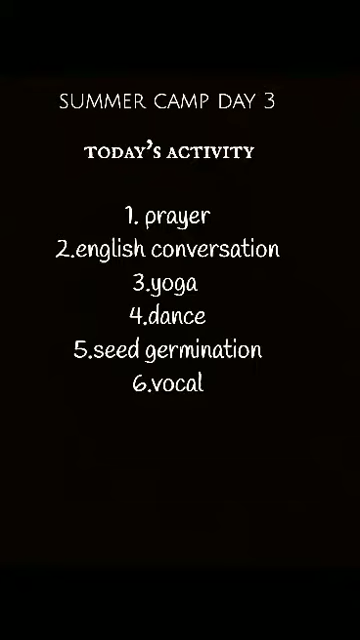 SUMMER CAMP DAY 3
TODAY'S ACTIVITY
1. prayer
2.english conversation
3.yoga
4.dance
5.seed germination
6.vocal